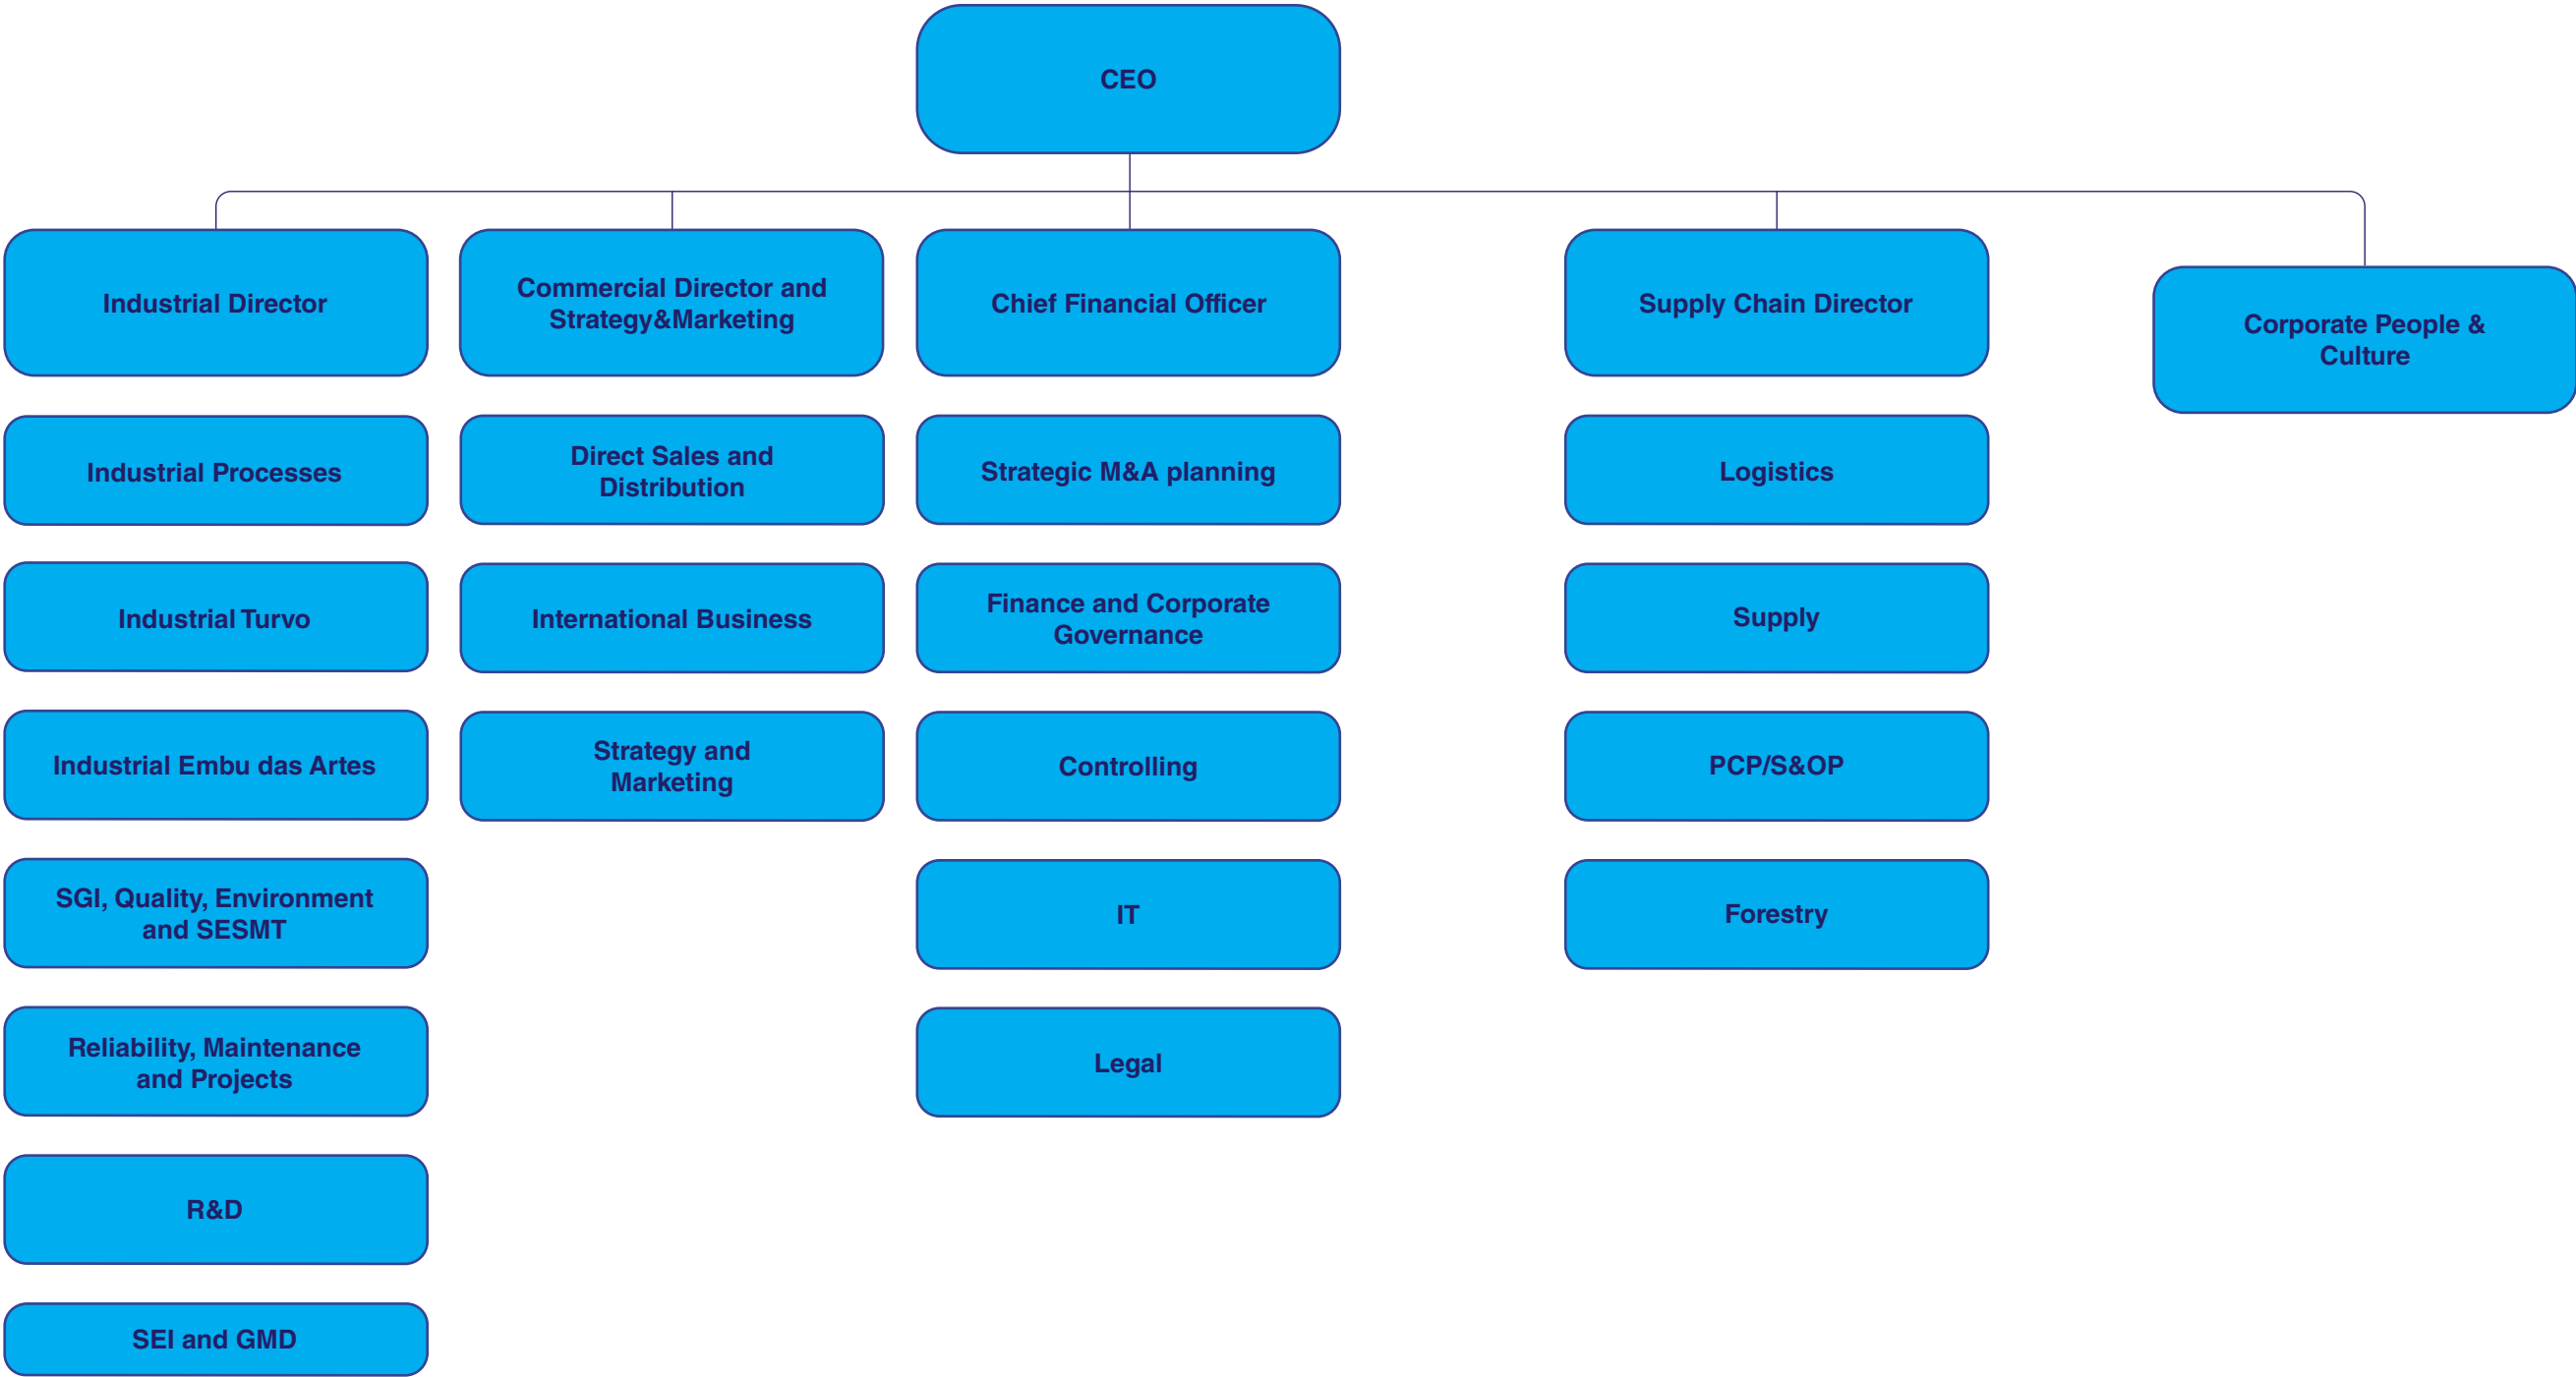 CEO
Industrial Director
Commercial Director and
Strategy&Marketing
Chief Financial Officer
Supply Chain Director
Corporate People &
Culture
Industrial Processes
Direct Sales and
Distribution
Strategic M&A planning
Logistics
Industrial Turvo
International Business
Finance and Corporate
Governance
Supply
Industrial Embu das Artes
Strategy and
Marketing
Controlling
PCP/S&OP
SGI, Quality, Environment
and SESMT
IT
Forestry
Reliability, Maintenance
and Projects
Legal
R&D
SEI and GMD